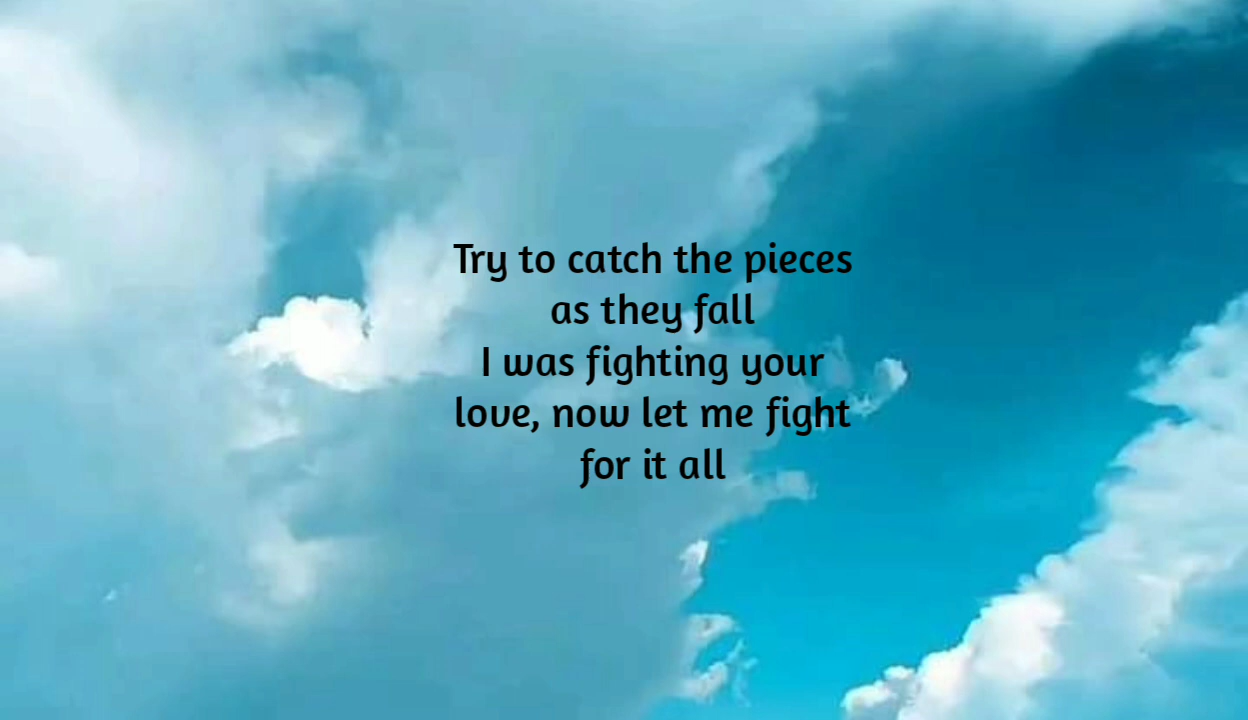 Try to catch the pieces
as they fall
I was fighting your
love, now let me fight
for it all